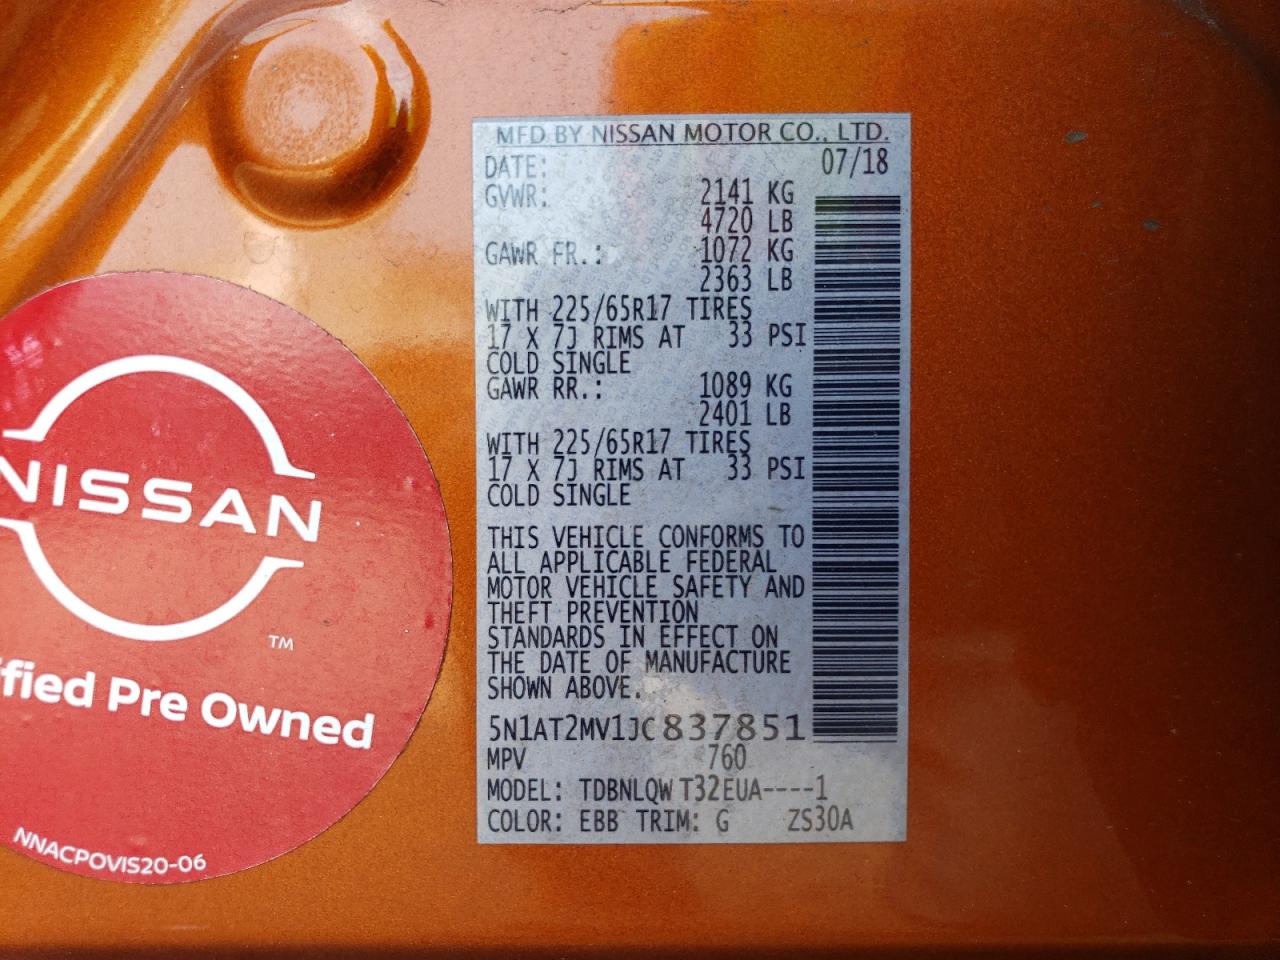 MFD BY NISSAN MOTOR CO., LTD.
DATE: 07/18
GVWR: 2141 KG
4720 LB
GAWR FR.: 1072 KG
2363 LB
WITH 225/65R17 TIRES
17 X 7J RIMS AT 33 PSI
COLD SINGLE
GAWR RR.: 1089 KG
2401 LB
WITH 225/65R17 TIRES
17 X 7J RIMS AT 33 PSI
COLD SINGLE
THIS VEHICLE CONFORMS TO
ALL APPLICABLE FEDERAL
MOTOR VEHICLE SAFETY AND
THEFT PREVENTION
STANDARDS IN EFFECT ON
THE DATE OF MANUFACTURE
SHOWN ABOVE.
5N1AT2MV1JC837851
MPV 760
MODEL: TDBNLQW T32EUA----1
COLOR: EBB TRIM: G ZS30A
NISSAN
TM
ified Pre Owned
NNACPOVIS20-06